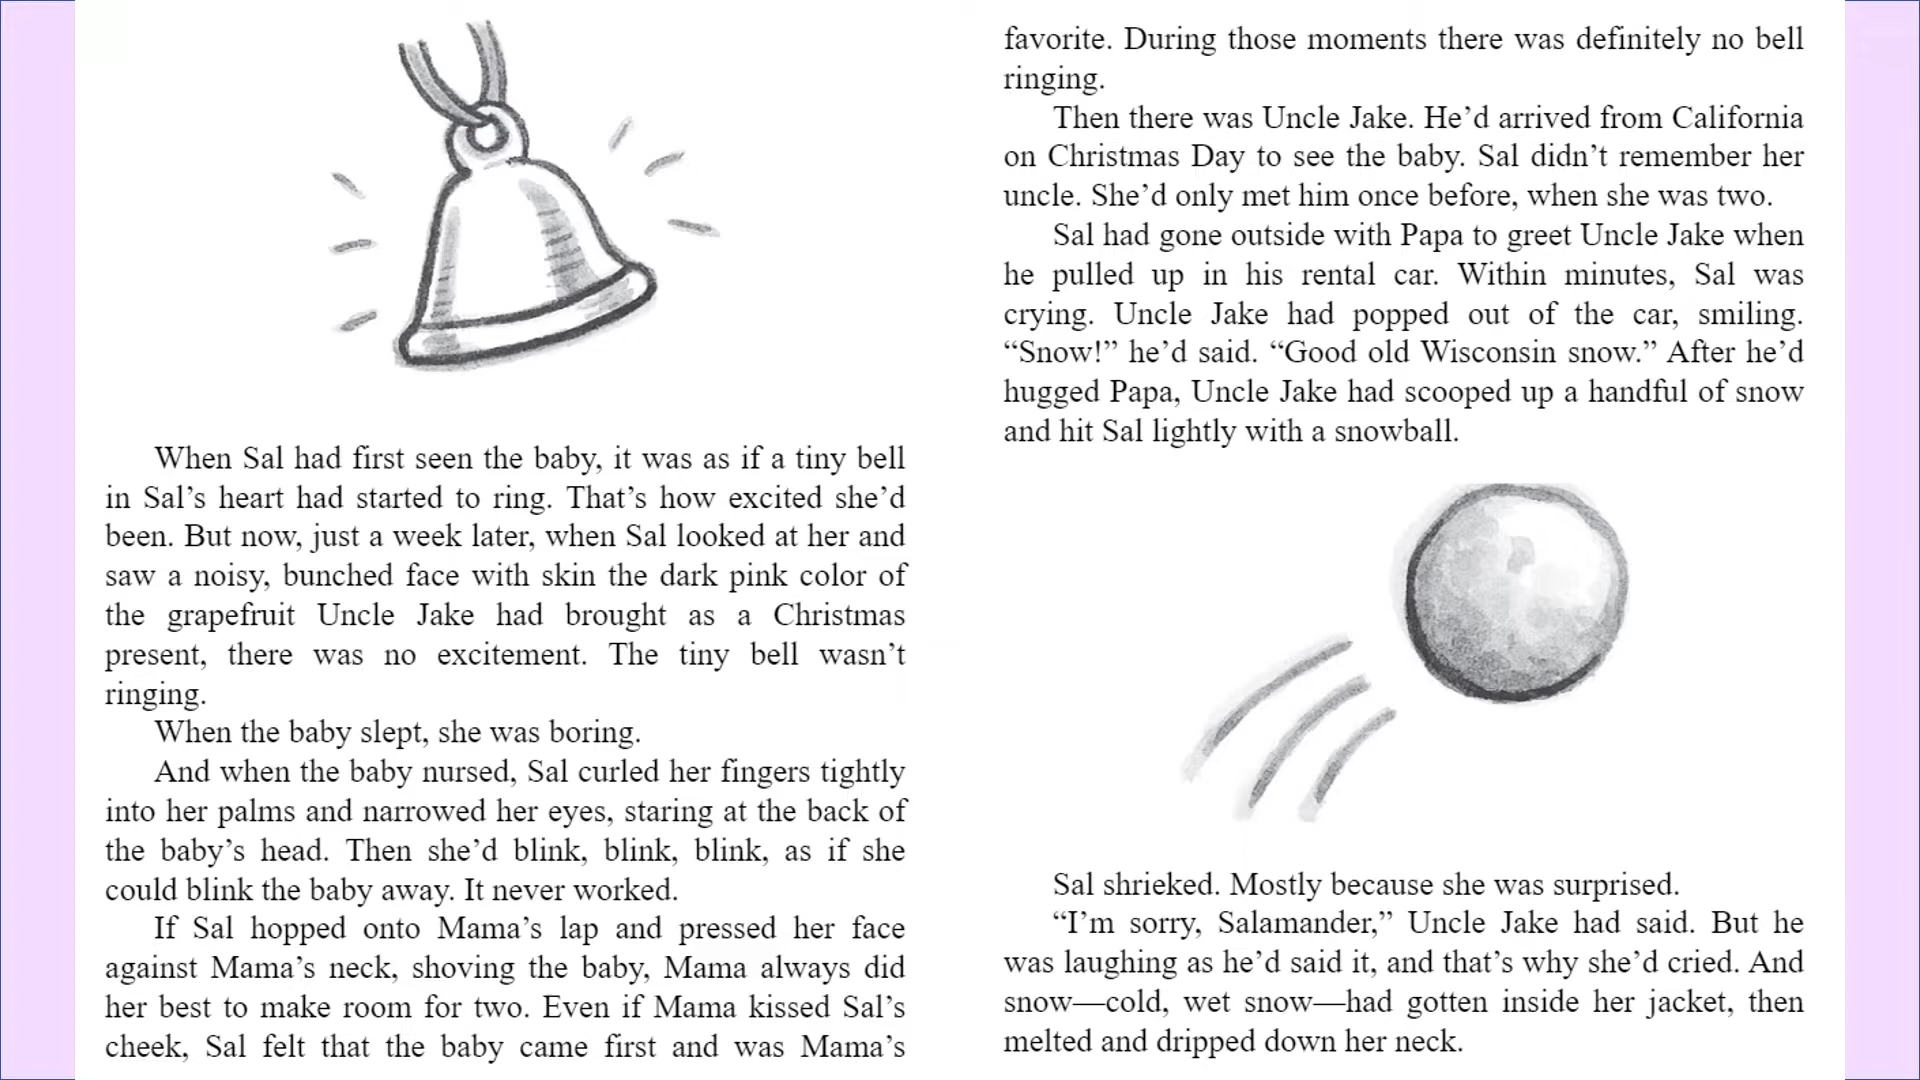 When Sal had first seen the baby, it was as if a tiny bell
in Sal’s heart had started to ring. That’s how excited she’d
been. But now, just a week later, when Sal looked at her and
saw a noisy, bunched face with skin the dark pink color of
the grapefruit Uncle Jake had brought as a Christmas
present, there was no excitement. The tiny bell wasn’t
ringing.
When the baby slept, she was boring.
And when the baby nursed, Sal curled her fingers tightly
into her palms and narrowed her eyes, staring at the back of
the baby’s head. Then she’d blink, blink, blink, as if she
could blink the baby away. It never worked.
If Sal hopped onto Mama’s lap and pressed her face
against Mama’s neck, shoving the baby, Mama always did
her best to make room for two. Even if Mama kissed Sal’s
cheek, Sal felt that the baby came first and was Mama’s
favorite. During those moments there was definitely no bell
ringing.
Then there was Uncle Jake. He’d arrived from California
on Christmas Day to see the baby. Sal didn’t remember her
uncle. She’d only met him once before, when she was two.
Sal had gone outside with Papa to greet Uncle Jake when
he pulled up in his rental car. Within minutes, Sal was
crying. Uncle Jake had popped out of the car, smiling.
“Snow!” he’d said. “Good old Wisconsin snow.” After he’d
hugged Papa, Uncle Jake had scooped up a handful of snow
and hit Sal lightly with a snowball.
Sal shrieked. Mostly because she was surprised.
“I’m sorry, Salamander,” Uncle Jake had said. But he
was laughing as he’d said it, and that’s why she’d cried. And
snow—cold, wet snow—had gotten inside her jacket, then
melted and dripped down her neck.